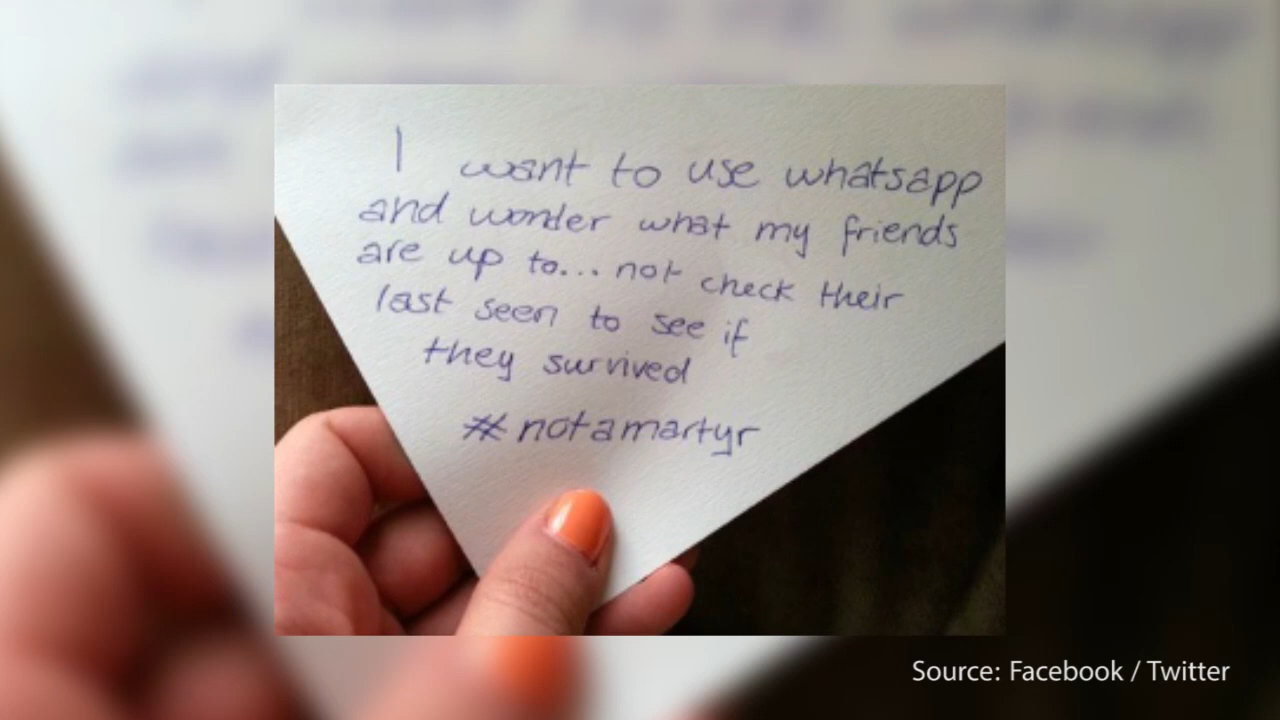 I want to use whatsapp
and wonder what my friends
are up to... not check their
last seen to see if
they survived
#notamartyr
Source: Facebook / Twitter